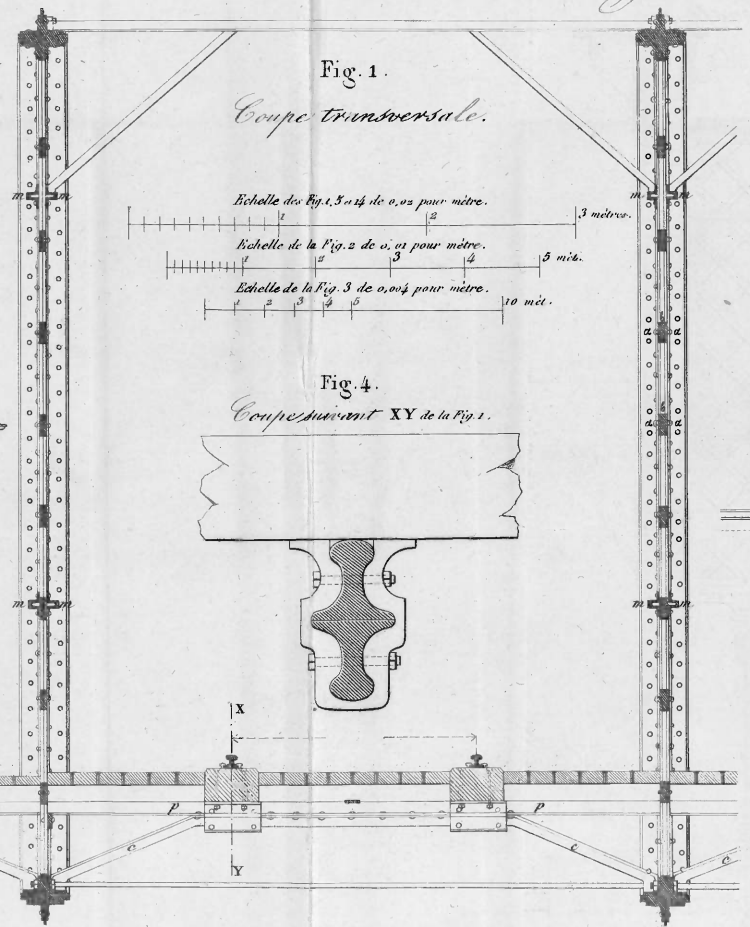 Fig. 1.
Coupe transversale.
m m m m
Echelle des Fig. 1, 5 et 14 de 0,02 pour mètre.
1 2 3 mètres.
Echelle de la Fig. 2 de 0,01 pour mètre.
1 2 3 4 5 mèt.
Echelle de la Fig. 3 de 0,004 pour mètre.
1 2 3 4 5 10 mèt.
a a
Fig. 4.
Coupe suivant XY de la Fig. 1.
a a
m m m m
X
p p
c c c
Y